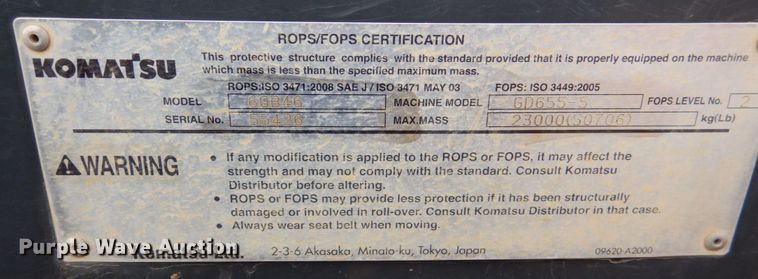 ROPS/FOPS CERTIFICATION
KOMATSU
This protective structure complies with the standard provided that it is properly equipped on the machine
which mass is less than the specified maximum mass.
ROPS:ISO 3471:2008 SAE J/ISO 3471 MAY 03 FOPS: ISO 3449:2005
MODEL 60B46 MACHINE MODEL GD655-5 FOPS LEVEL No. 2
SERIAL No. 55426 MAX.MASS 23000(50706) kg(Lb)
WARNING
• If any modification is applied to the ROPS or FOPS, it may affect the
strength and may not comply with the standard. Consult Komatsu
Distributor before altering.
• ROPS or FOPS may provide less protection if it has been structurally
damaged or involved in roll-over. Consult Komatsu Distributor in that case.
• Always wear seat belt when moving.
Komatsu Ltd. 2-3-6 Akasaka, Minato-ku, Tokyo, Japan 09620-A2000
Purple Wave Auction